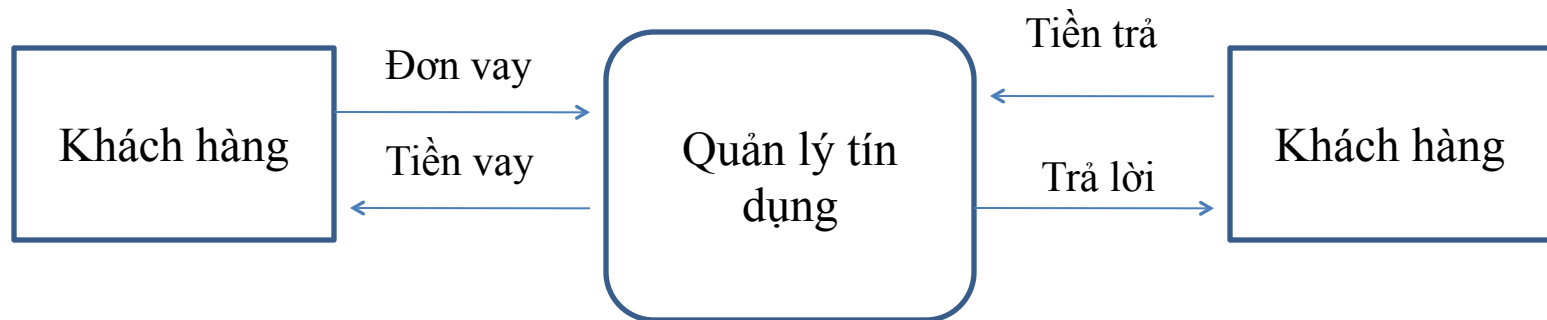 Khách hàng
Đơn vay
Tiền vay
Quản lý tín
dụng
Tiền trả
Trả lời
Khách hàng